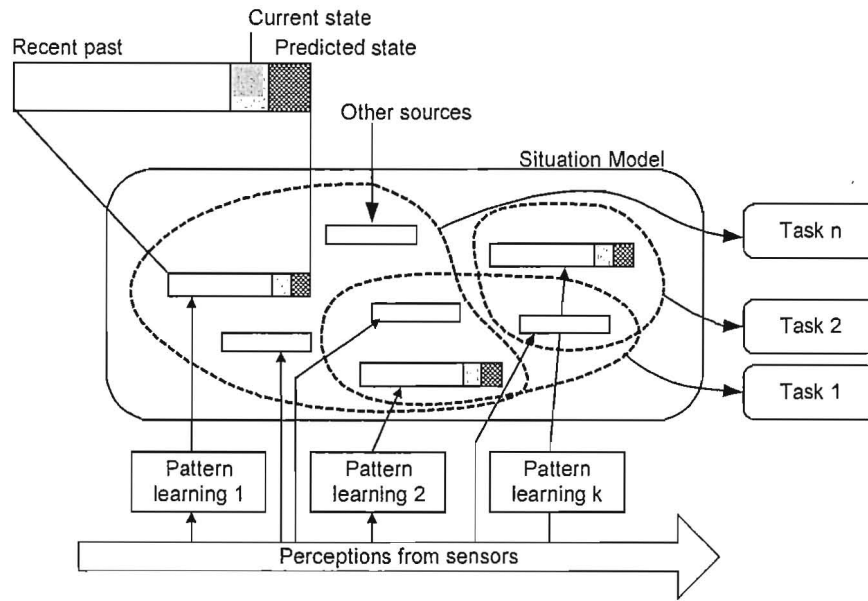 Current state
Recent past
Predicted state
Other sources
Situation Model
Task n
Task 2
Task 1
Pattern
learning 1
Pattern
learning 2
Pattern
learning k
Perceptions from sensors